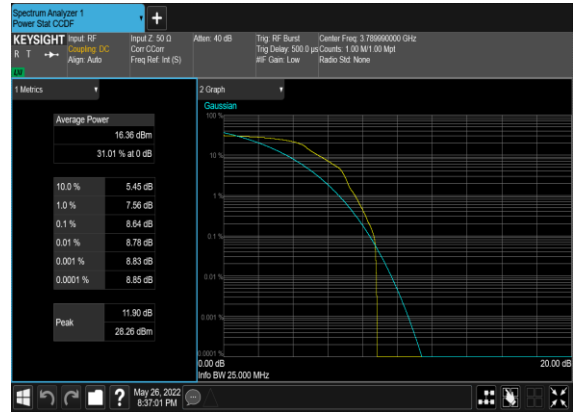 Spectrum Analyzer 1
Power Stat CCDF
KEYSIGHT Input: RF Input Z: 50 Ω Atten: 40 dB Trig: RF Burst Center Freq: 3.789990000 GHz
R T Coupling: DC Corr CCorr Trig Delay: 500.0 µs Counts: 1.00 M/1.00 Mpt
Align: Auto Freq Ref: Int (S) #IF Gain: Low Radio Std: None
1 Metrics
Average Power
16.36 dBm
31.01 % at 0 dB
10.0 % 5.45 dB
1.0 % 7.56 dB
0.1 % 8.64 dB
0.01 % 8.78 dB
0.001 % 8.83 dB
0.0001 % 8.85 dB
Peak
11.90 dB
28.26 dBm
2 Graph
Gaussian
100 %
10 %
1 %
0.1 %
0.01 %
0.001 %
0.0001 %
0.00 dB 20.00 dB
Info BW 25.000 MHz
?
May 26, 2022
8:37:01 PM